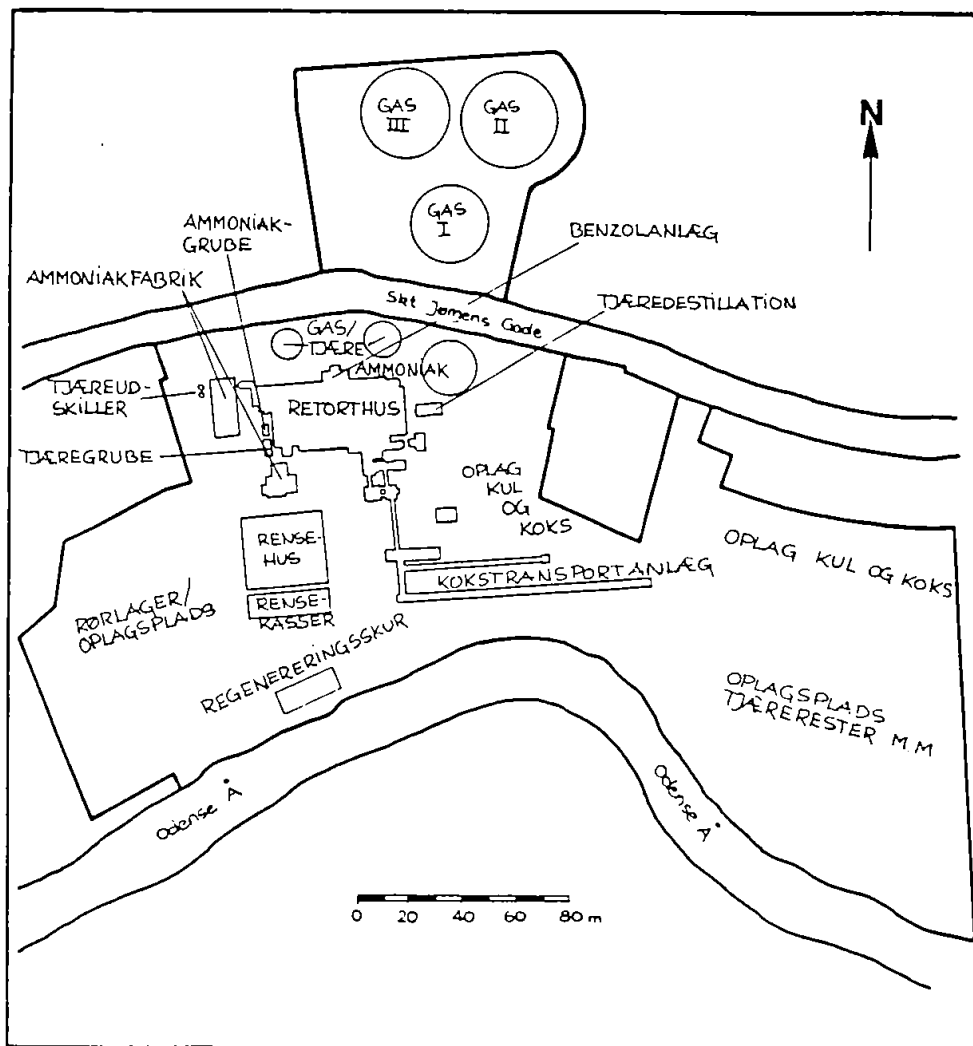 GAS
III
GAS
II
N
GAS
I
AMMONIAK-
GRUBE
BENZOLANLÆG
AMMONIAKFABRIK
TJÆREDESTILLATION
Skt Jørgens Gade
GAS/
TJÆRE
AMMONIAK
TJÆREUD-
SKILLER
RETORTHUS
TJÆREGRUBE
OPLAG
KUL
OG
KOKS
OPLAG KUL OG KOKS
RENSE-
HUS
KOKSTRANSPORTANLÆG
RENSE-
KASSER
RØRLAGER/
OPLAGSPLADS
REGENERERINGSSKUR
OPLAGSPLADS
TJÆRERESTER M.M
Odense Å
Odense Å
0 20 40 60 80 m